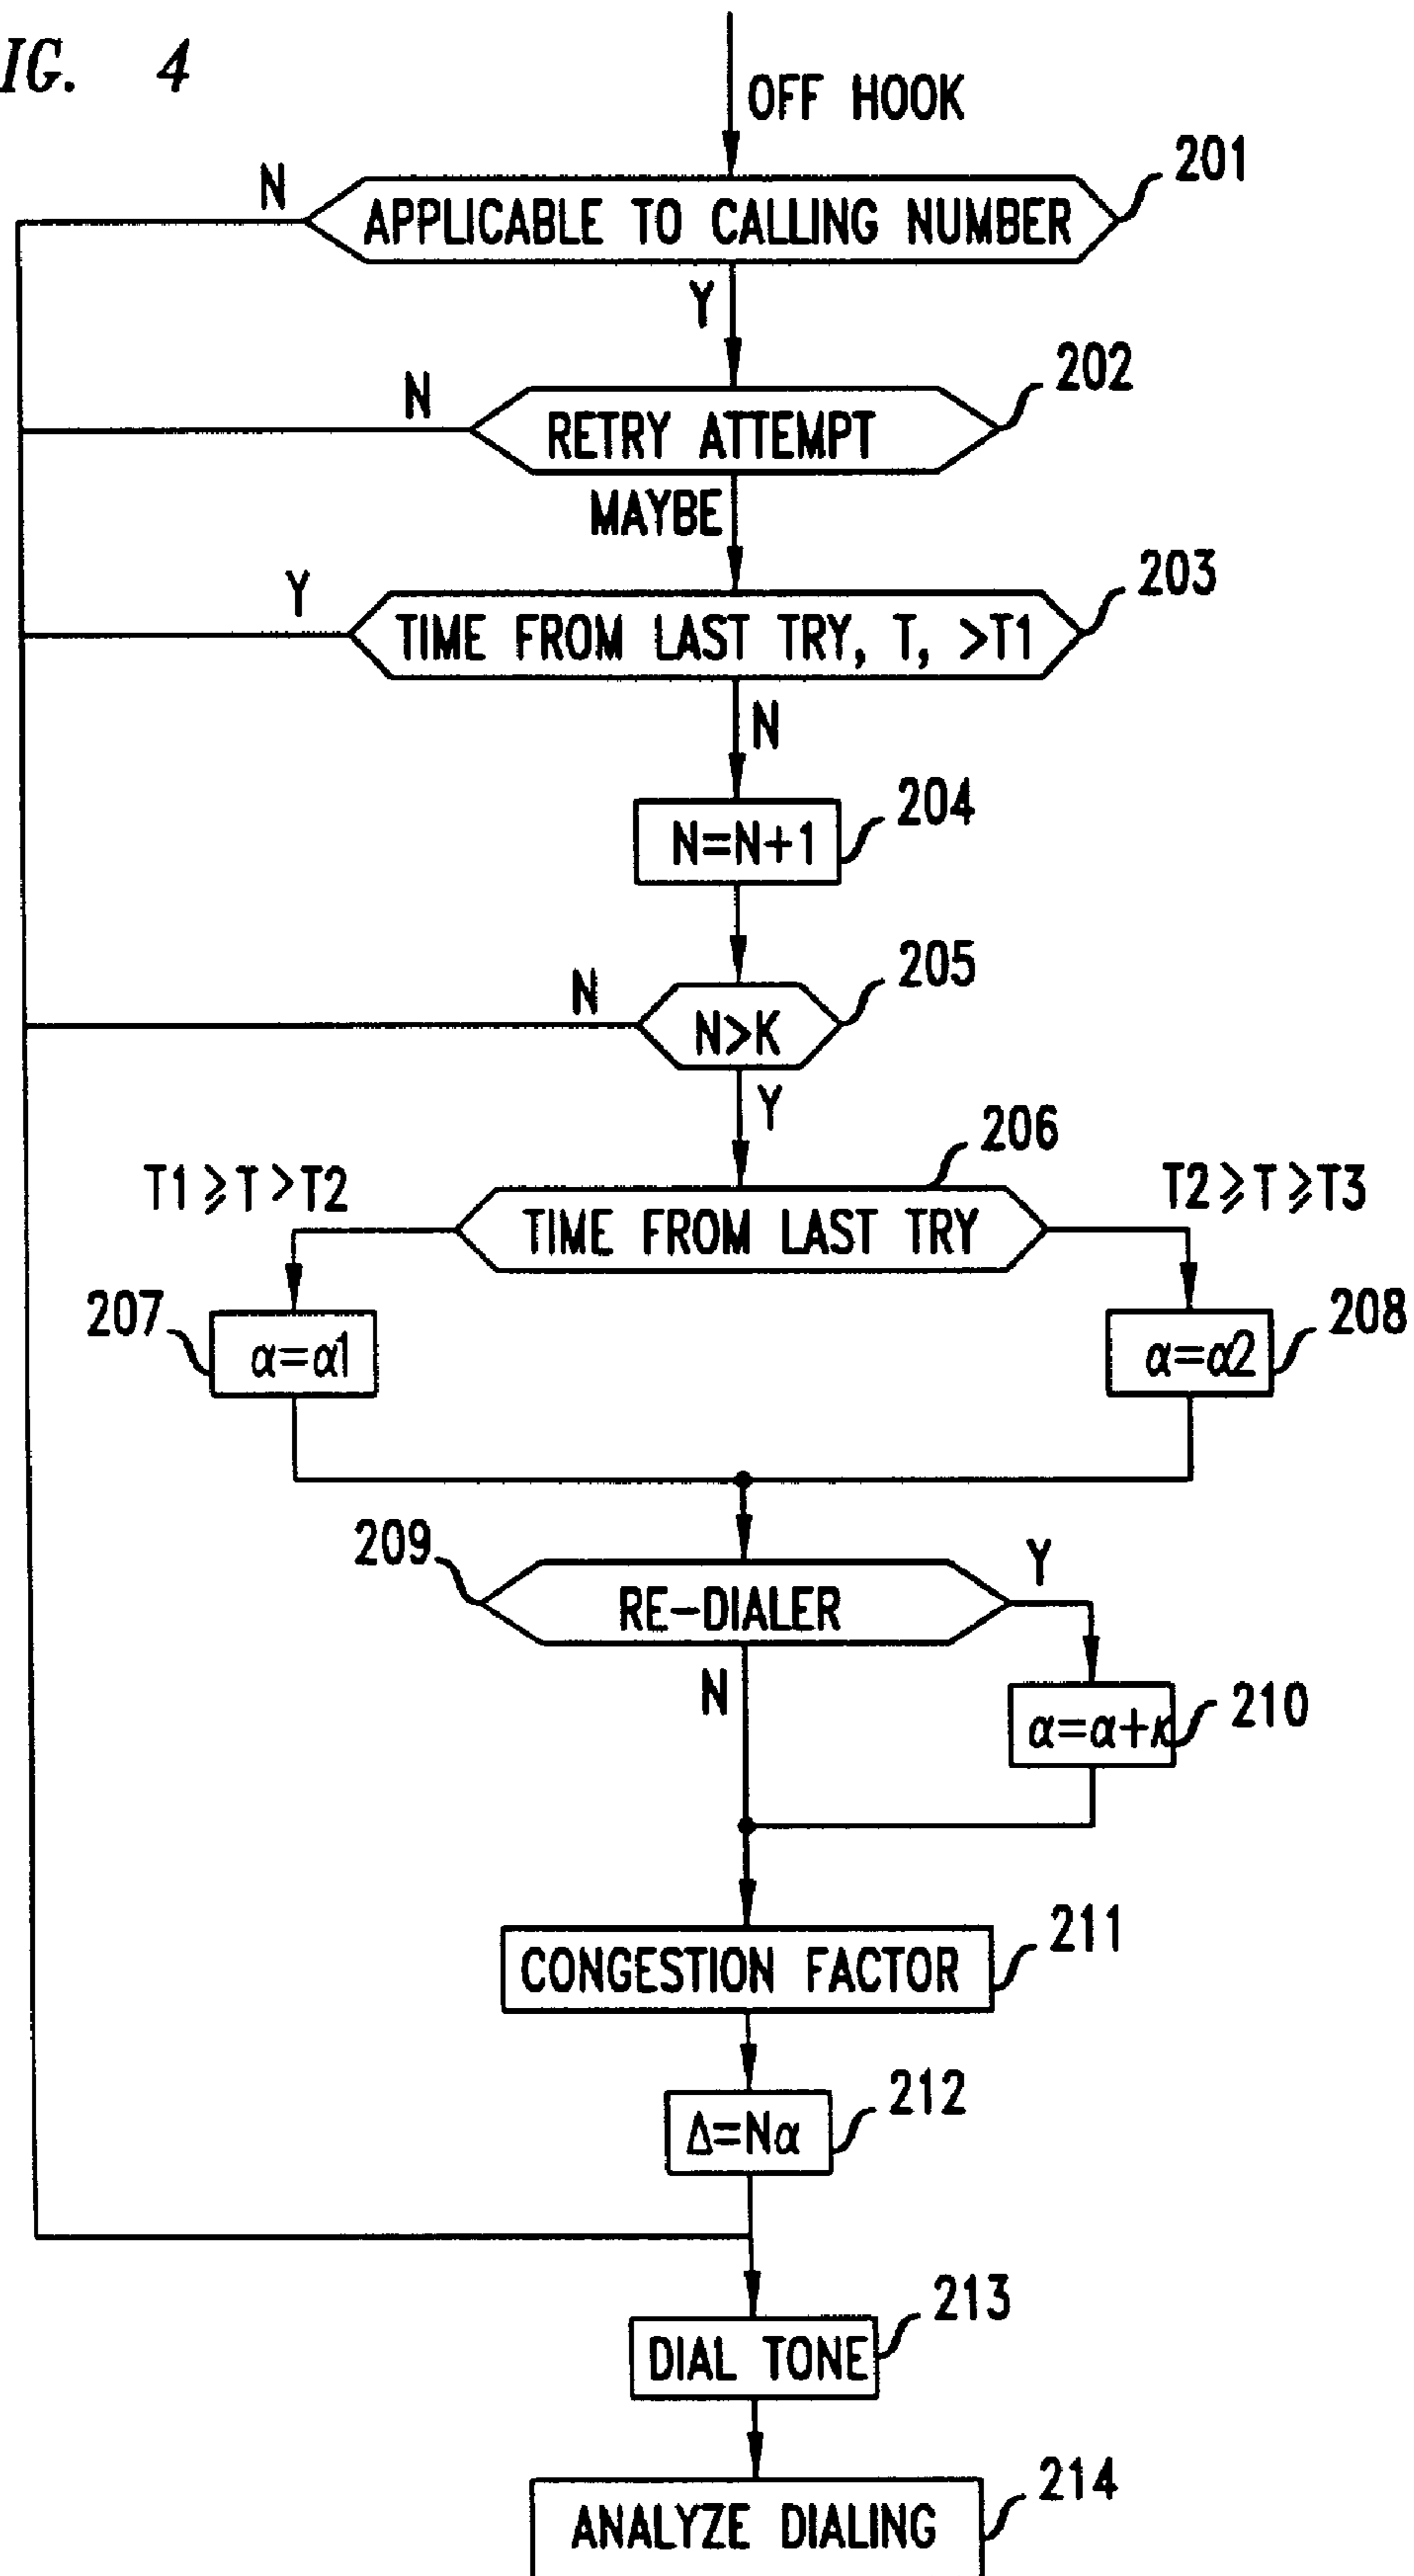 IG. 4
OFF HOOK
N
201
APPLICABLE TO CALLING NUMBER
Y
202
N
RETRY ATTEMPT
MAYBE
203
Y
TIME FROM LAST TRY, T, >T1
N
204
N=N+1
205
N
N>K
Y
206
T1⩾T>T2
T2⩾T⩾T3
TIME FROM LAST TRY
207
α=α1
208
α=α2
209
Y
RE-DIALER
N
210
α=α+κ
211
CONGESTION FACTOR
212
Δ=Nα
213
DIAL TONE
214
ANALYZE DIALING